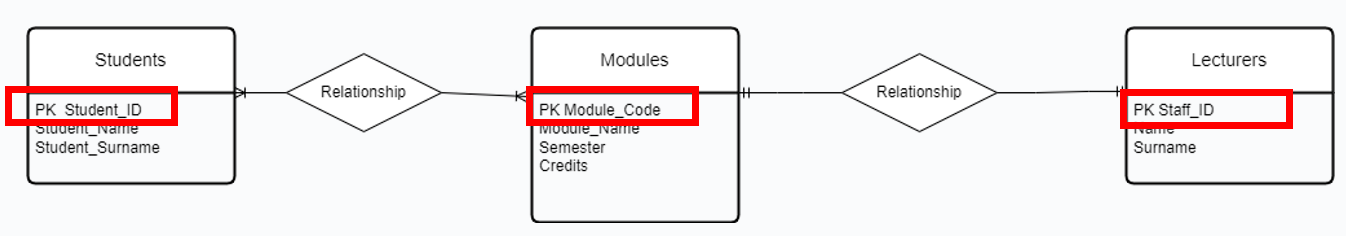 Students
PK Student_ID
Student_Name
Student_Surname
Relationship
Modules
PK Module_Code
Module_Name
Semester
Credits
Relationship
Lecturers
PK Staff_ID
Name
Surname